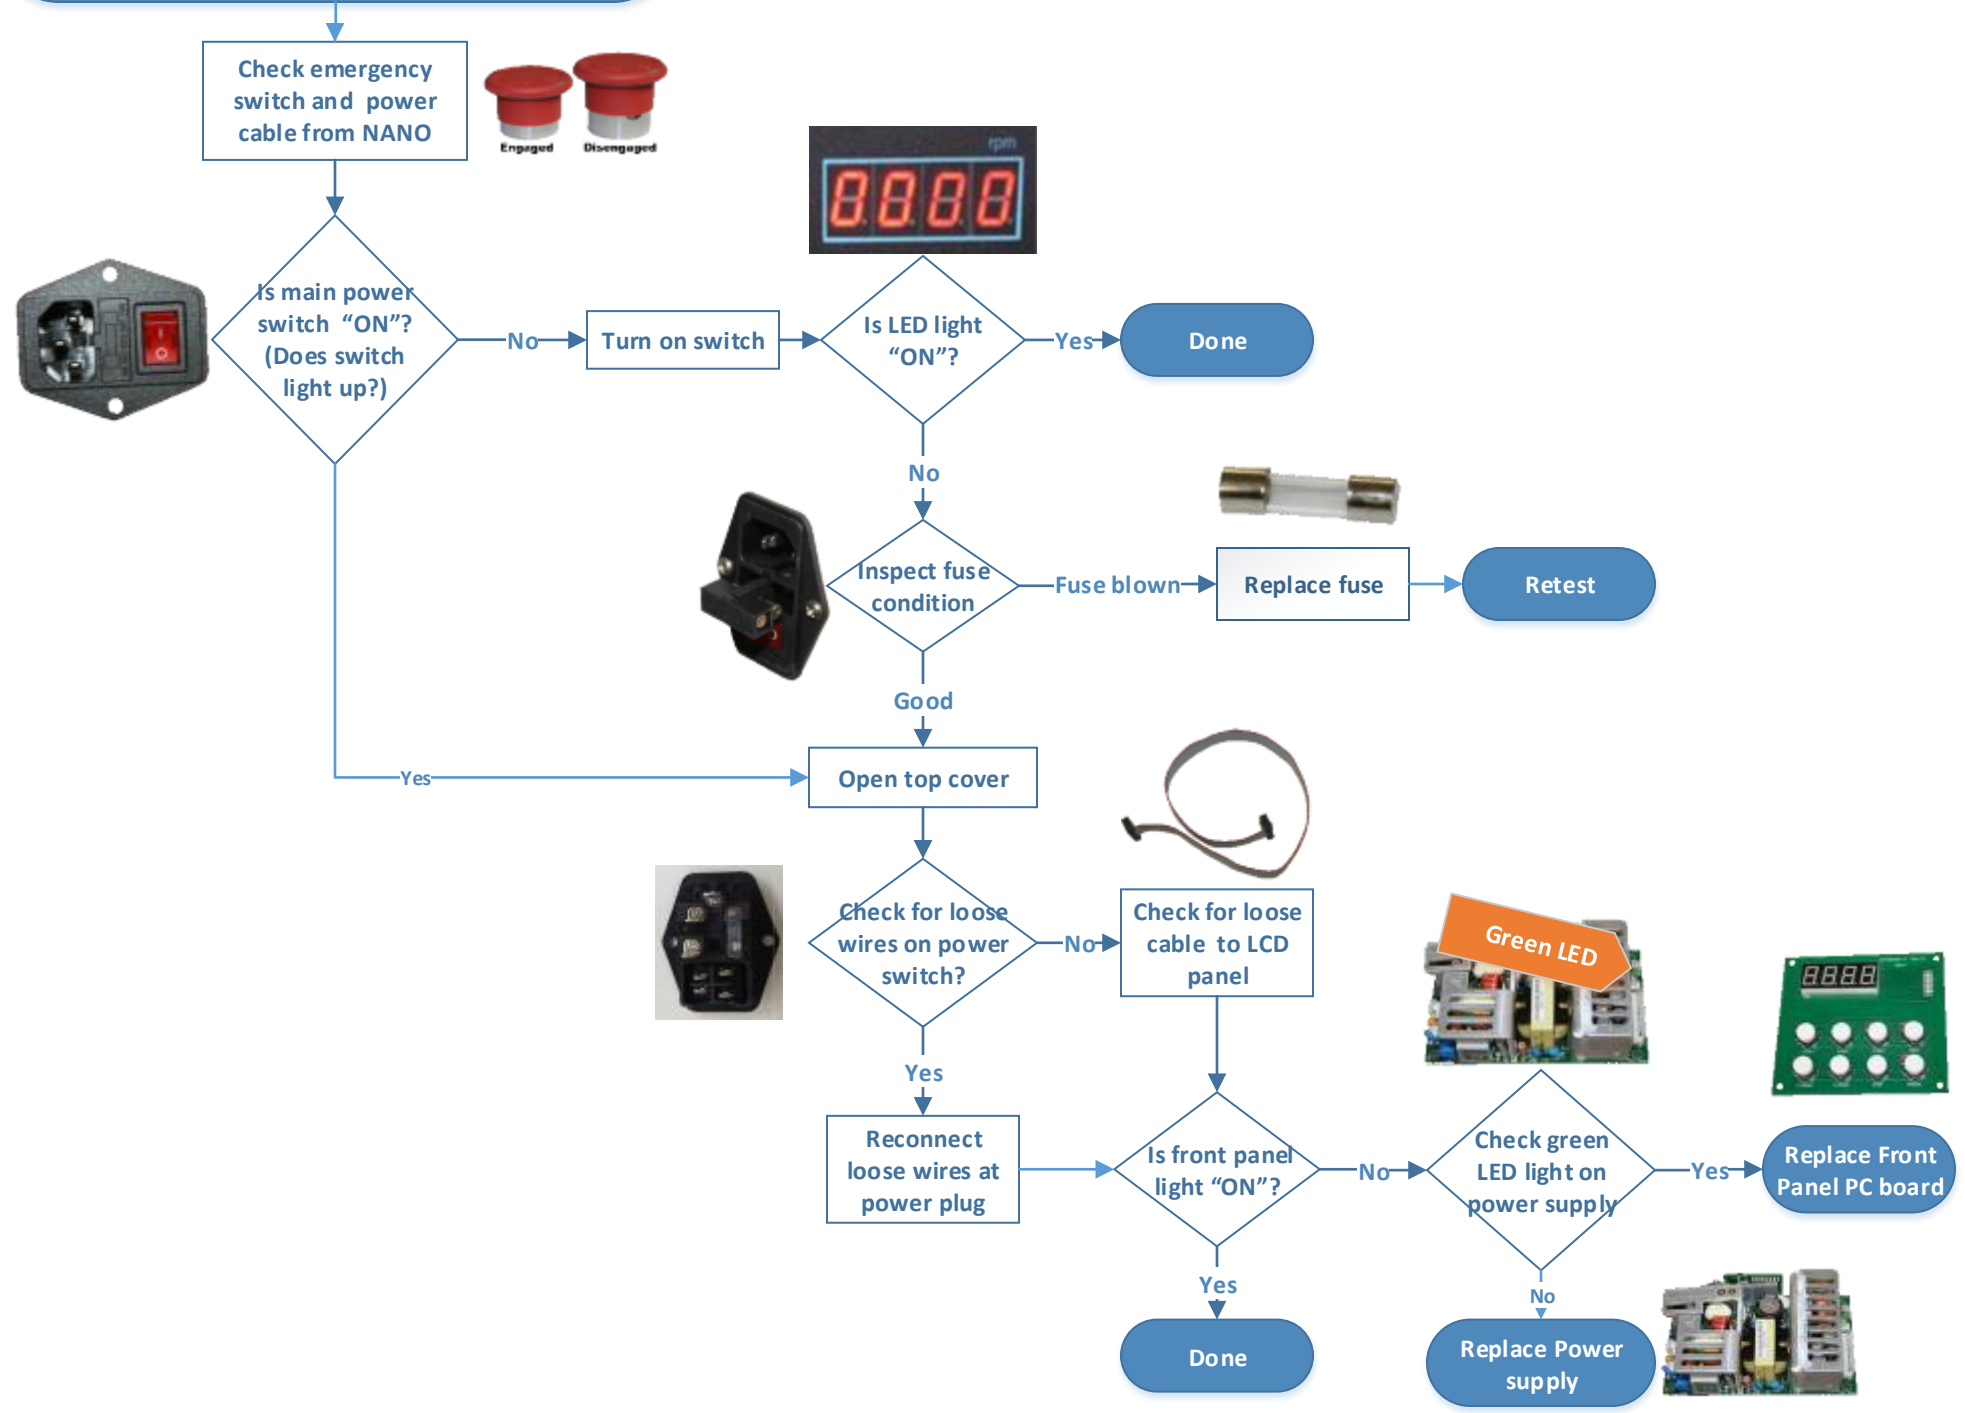 Check emergency
switch and power
cable from NANO
Engaged
Disengaged
rpm
0000
Is main power
switch “ON”?
(Does switch
light up?)
No
Turn on switch
Is LED light
“ON”?
Yes
Done
No
Inspect fuse
condition
Fuse blown
Replace fuse
Retest
Good
Yes
Open top cover
Check for loose
wires on power
switch?
No
Check for loose
cable to LCD
panel
Green LED
Yes
Reconnect
loose wires at
power plug
Is front panel
light “ON”?
No
Check green
LED light on
power supply
Yes
Replace Front
Panel PC board
Yes
Done
No
Replace Power
supply